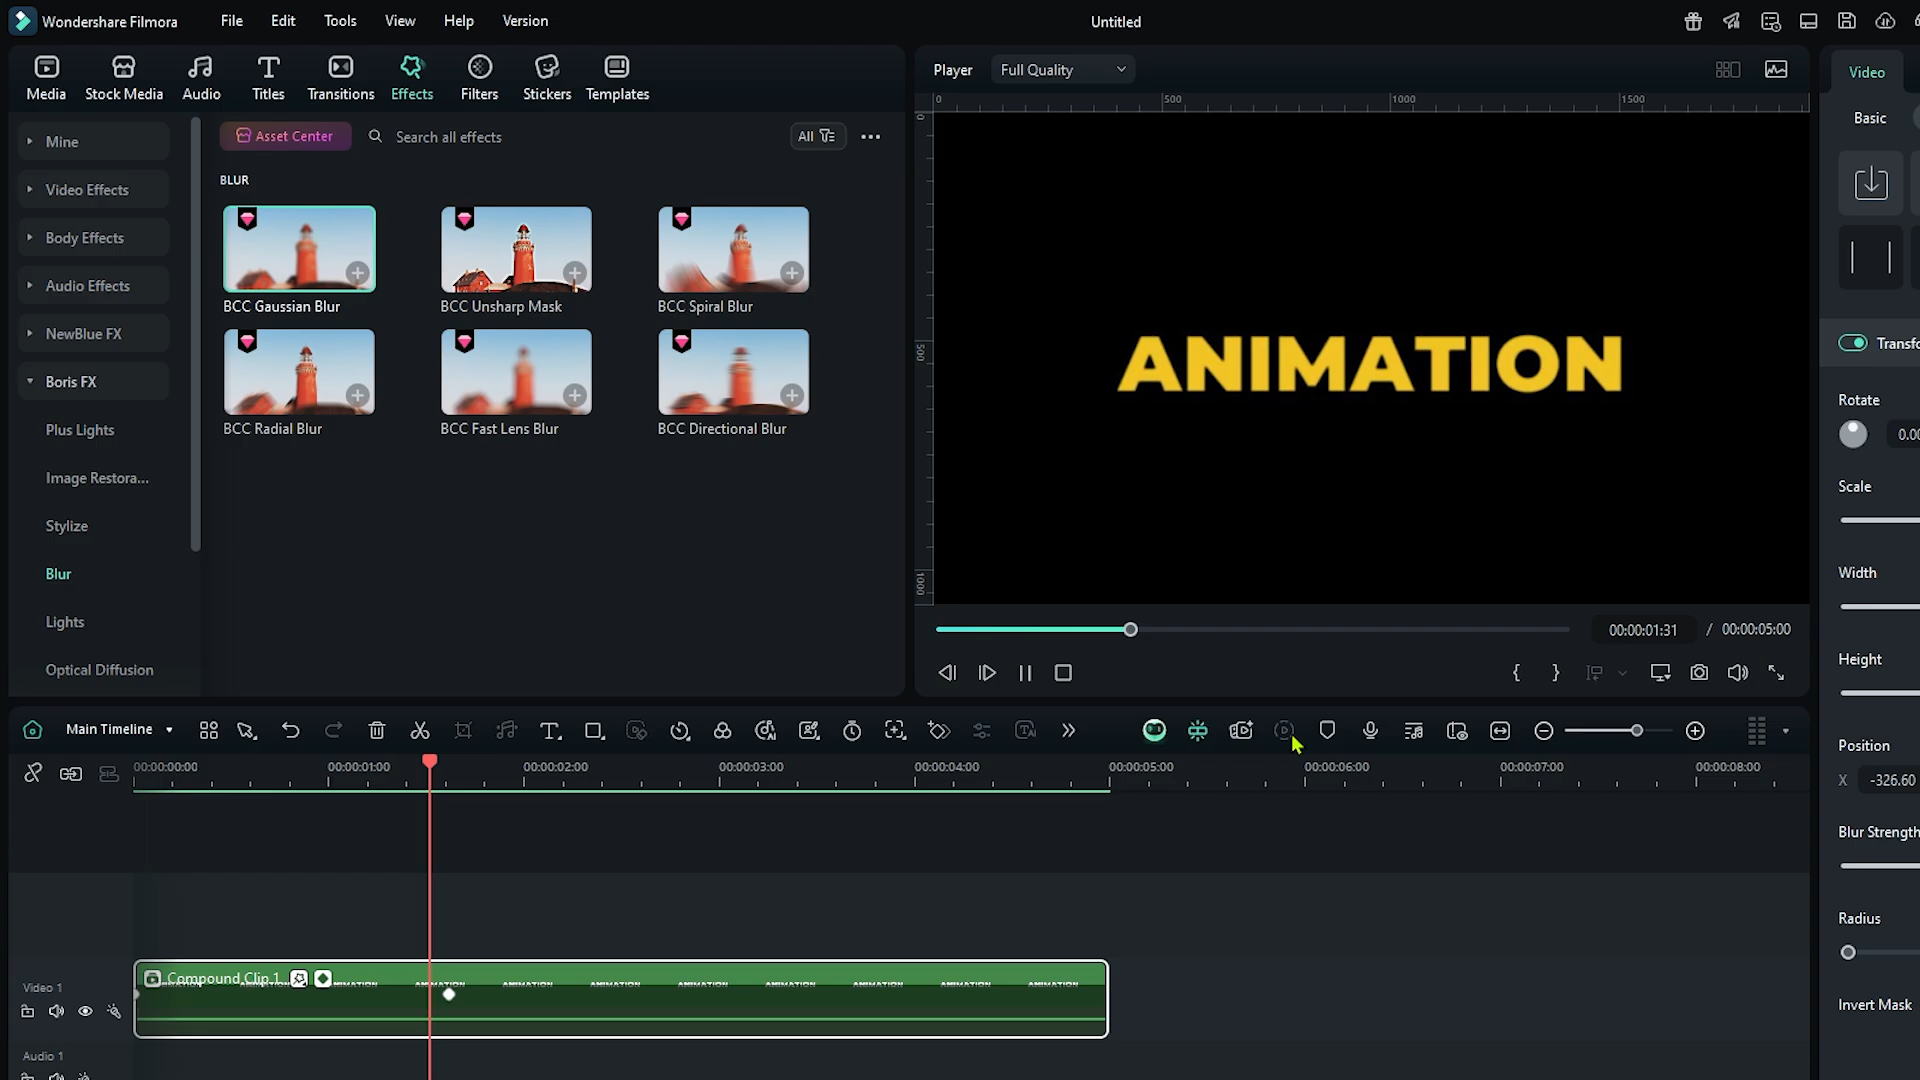 Wondershare Filmora File Edit Tools View Help Version Untitled
Media Stock Media Audio Titles Transitions Effects Filters Stickers Templates
Player Full Quality
Video
Basic
Mine
Video Effects
Body Effects
Audio Effects
NewBlue FX
Boris FX
Plus Lights
Image Restora...
Stylize
Blur
Lights
Optical Diffusion
Asset Center Search all effects All
BLUR
BCC Gaussian Blur BCC Unsharp Mask BCC Spiral Blur
BCC Radial Blur BCC Fast Lens Blur BCC Directional Blur
0 500 1000 1500
0
500
1000
ANIMATION
00:00:01:31 / 00:00:05:00
{ }
Rotate
Scale
Width
Height
Position
X -326.60
Blur Strength
Radius
Invert Mask
Main Timeline
00:00:00:00 00:00:01:00 00:00:02:00 00:00:03:00 00:00:04:00 00:00:05:00 00:00:06:00 00:00:07:00 00:00:08:00
Compound Clip 1
Video 1
Audio 1